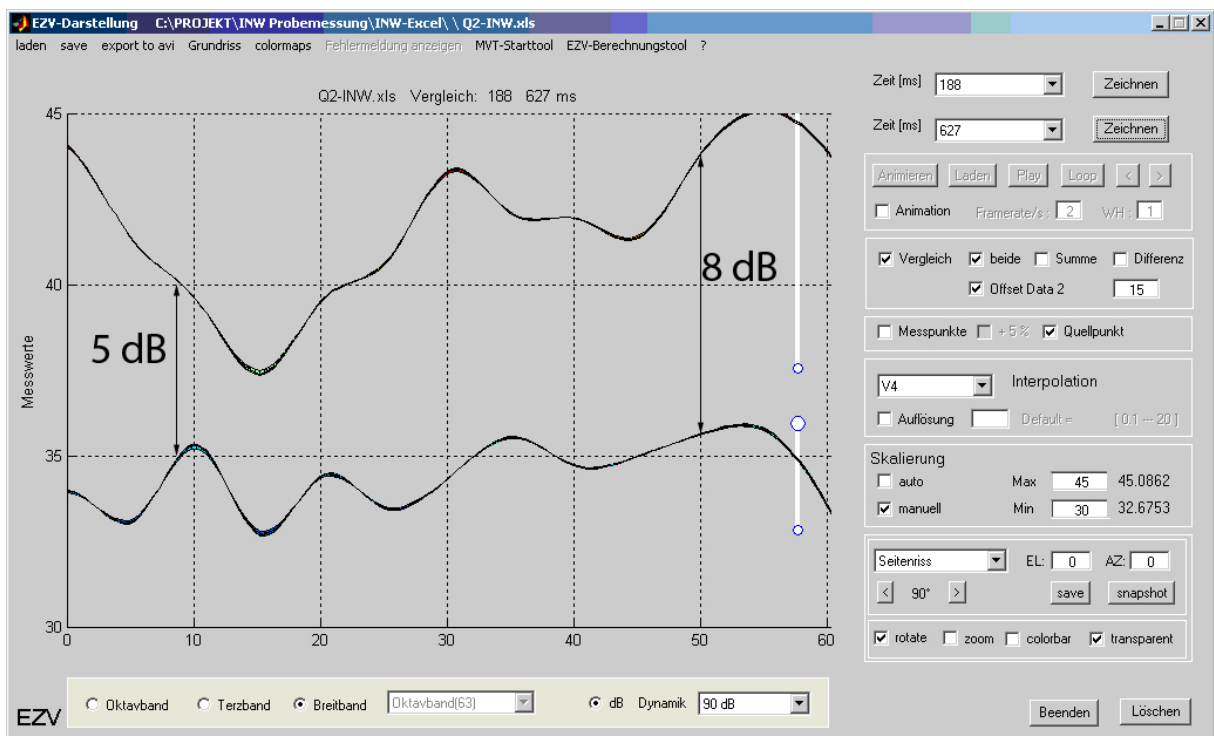 EZV-Darstellung C:\PROJEKT\INW Probemessung\INW-Excel\ \ Q2-INW.xls
laden save export to avi Grundriss colormaps Fehlermeldung anzeigen MVT-Starttool EZV-Berechnungstool ?
Q2-INW.xls Vergleich: 188 627 ms
Messwerte
45
40
35
30
0 10 20 30 40 50 60
5 dB
8 dB
Zeit [ms] 188 Zeichnen
Zeit [ms] 627 Zeichnen
Animieren Laden Play Loop < >
Animation Framerate/s : 2 WH : 1
Vergleich beide Summe Differenz
Offset Data 2 15
Messpunkte + 5 % Quellpunkt
V4 Interpolation
Auflösung Default = [ 0.1 --- 20 ]
Skalierung
auto Max 45 45.0862
manuell Min 30 32.6753
Seitenriss EL: 0 AZ: 0
< 90° > save snapshot
rotate zoom colorbar transparent
EZV
Oktavband Terzband Breitband Oktavband(63) dB Dynamik 90 dB
Beenden Löschen